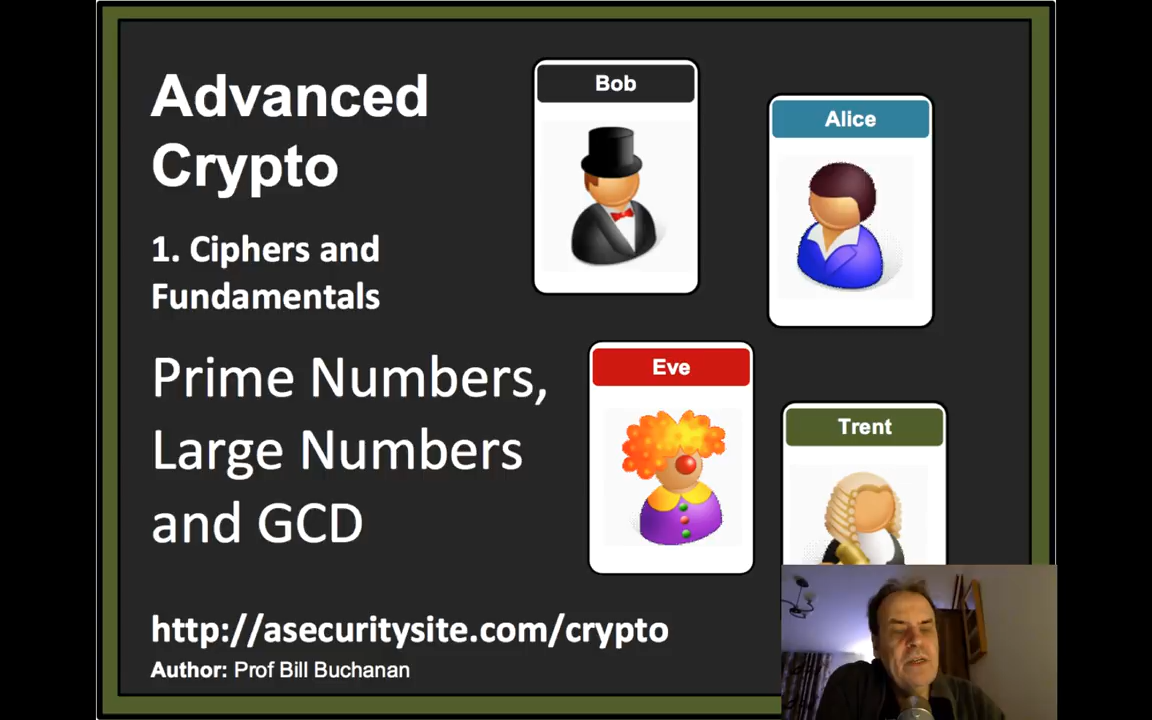 Advanced
Crypto
1. Ciphers and
Fundamentals
Prime Numbers,
Large Numbers
and GCD
http://asecuritysite.com/crypto
Author: Prof Bill Buchanan
Bob
Alice
Eve
Trent